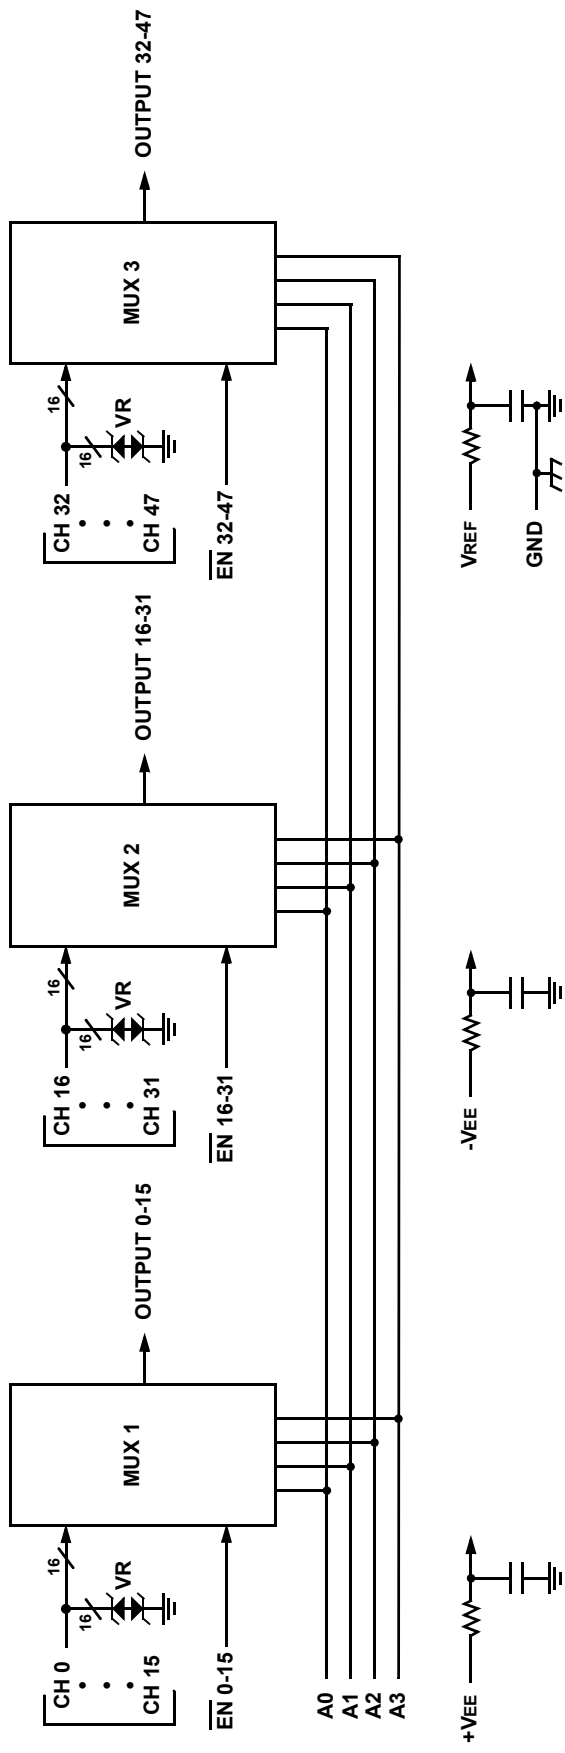 CH 0
CH 15
EN 0-15
16
16
VR
MUX 1
OUTPUT 0-15
CH 16
CH 31
EN 16-31
16
16
VR
MUX 2
OUTPUT 16-31
CH 32
CH 47
EN 32-47
16
16
VR
MUX 3
OUTPUT 32-47
A0
A1
A2
A3
+VEE
-VEE
VREF
GND